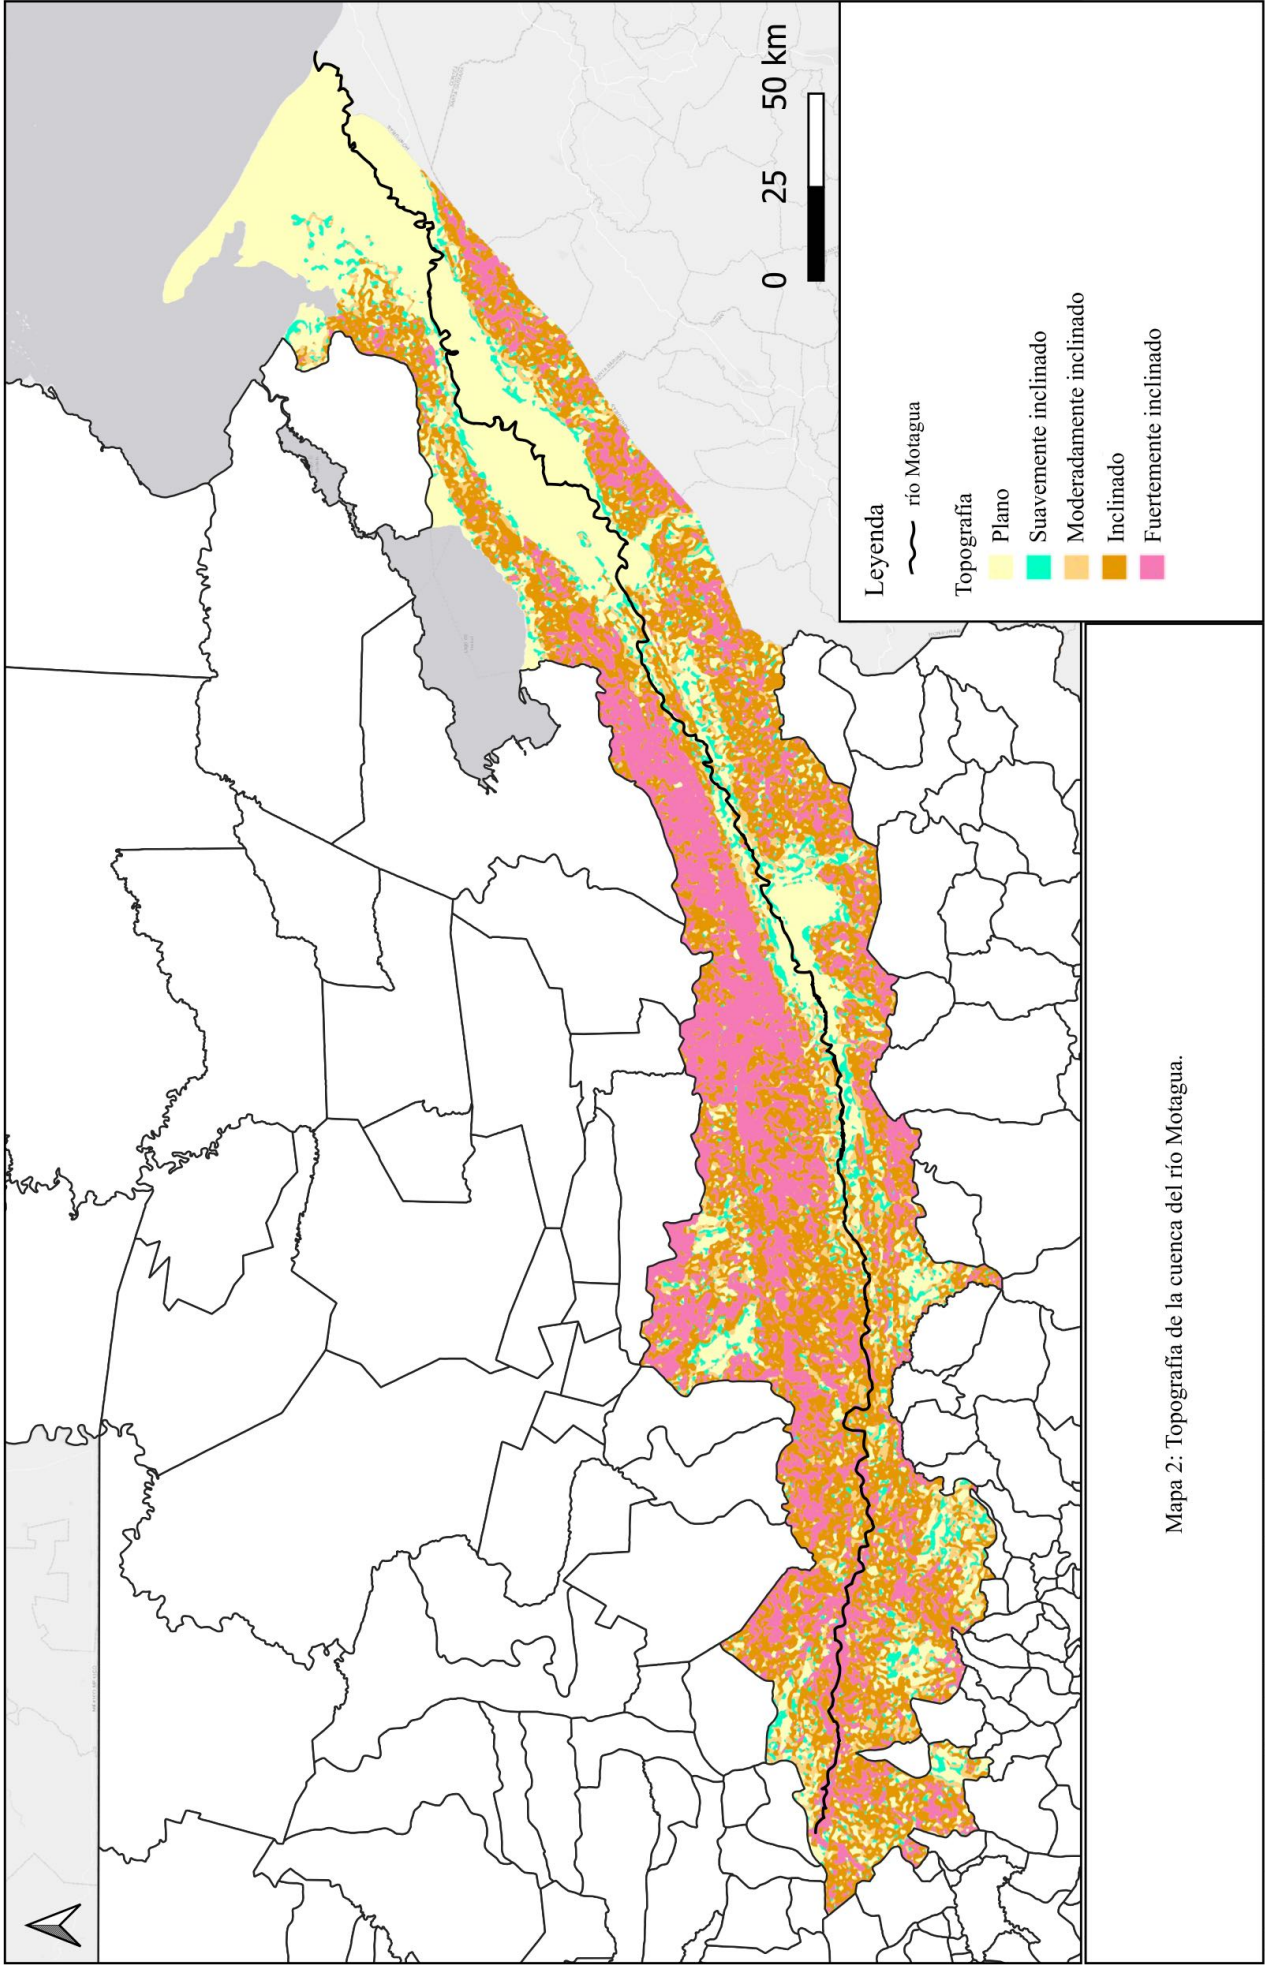 0 25 50 km
Leyenda
río Motagua
Topografía
Plano
Suavemente inclinado
Moderadamente inclinado
Inclinado
Fuertemente inclinado
Mapa 2: Topografía de la cuenca del río Motagua.